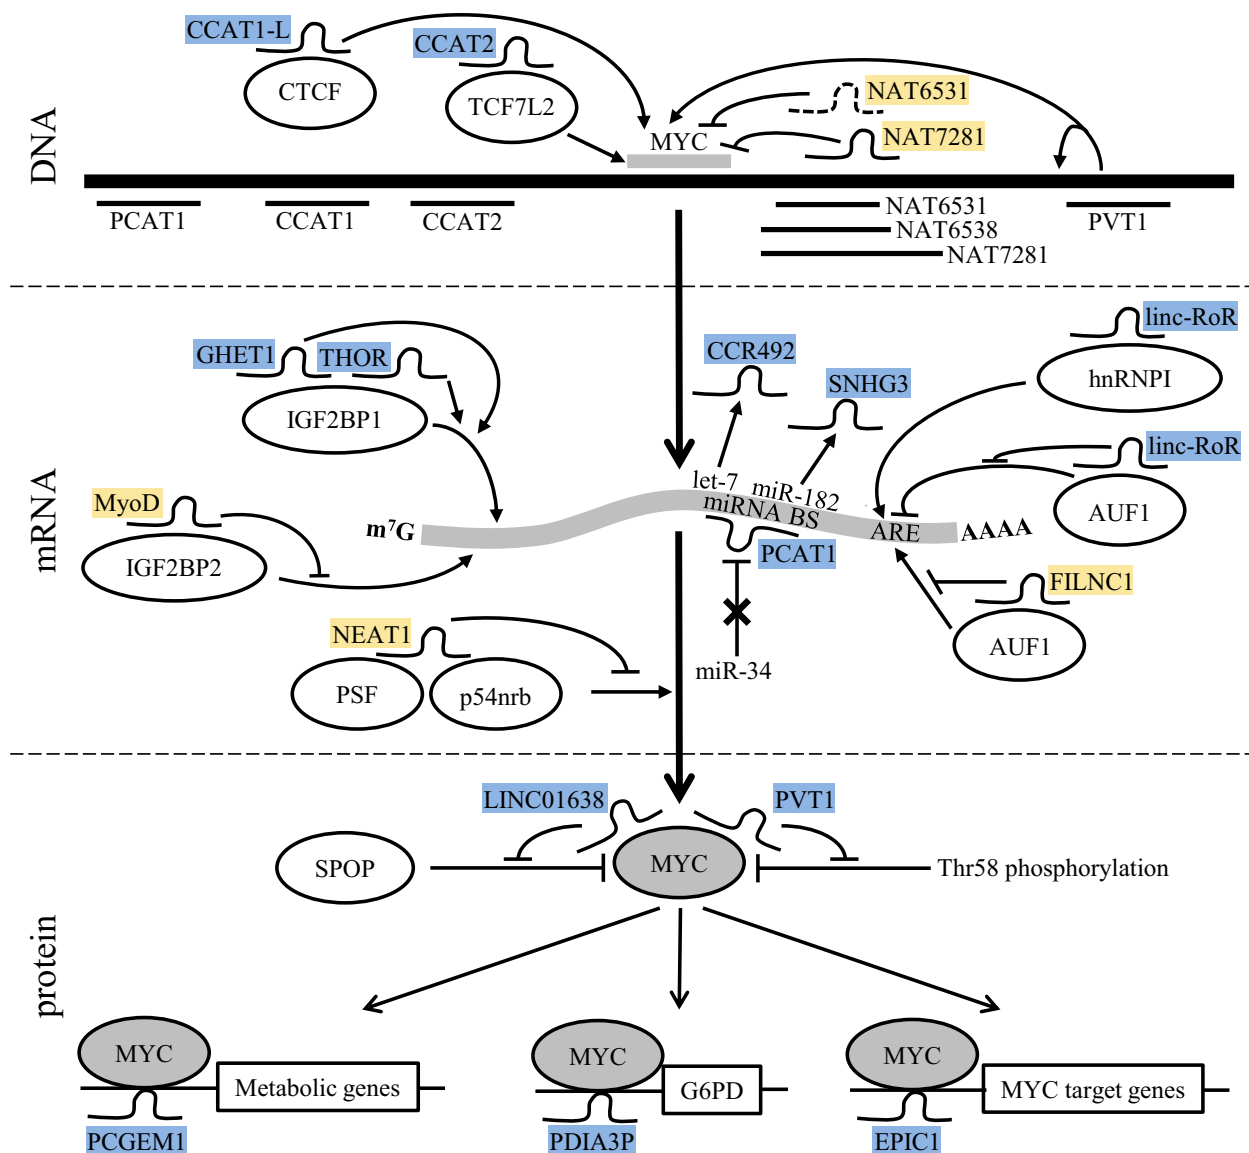 DNA
CCAT1-L
CTCF
CCAT2
TCF7L2
MYC
NAT6531
NAT7281
PCAT1
CCAT1
CCAT2
NAT6531
NAT6538
NAT7281
PVT1
mRNA
GHET1
THOR
IGF2BP1
MyoD
IGF2BP2
m⁷G
CCR492
SNHG3
let-7
miR-182
miRNA BS
ARE
AAAA
PCAT1
miR-34
linc-RoR
hnRNPI
linc-RoR
AUF1
FILNC1
AUF1
NEAT1
PSF
p54nrb
protein
LINC01638
PVT1
SPOP
MYC
Thr58 phosphorylation
MYC
Metabolic genes
PCGEM1
MYC
G6PD
PDIA3P
MYC
MYC target genes
EPIC1